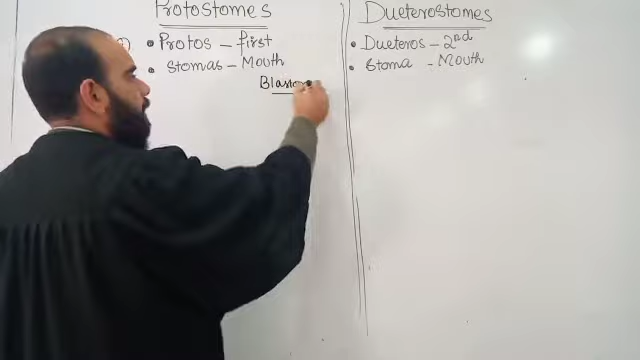 Protostomes
Dueterostomes
• Protos - first
• Stomas - Mouth
• Dueteros - 2nd
• Stoma - Mouth